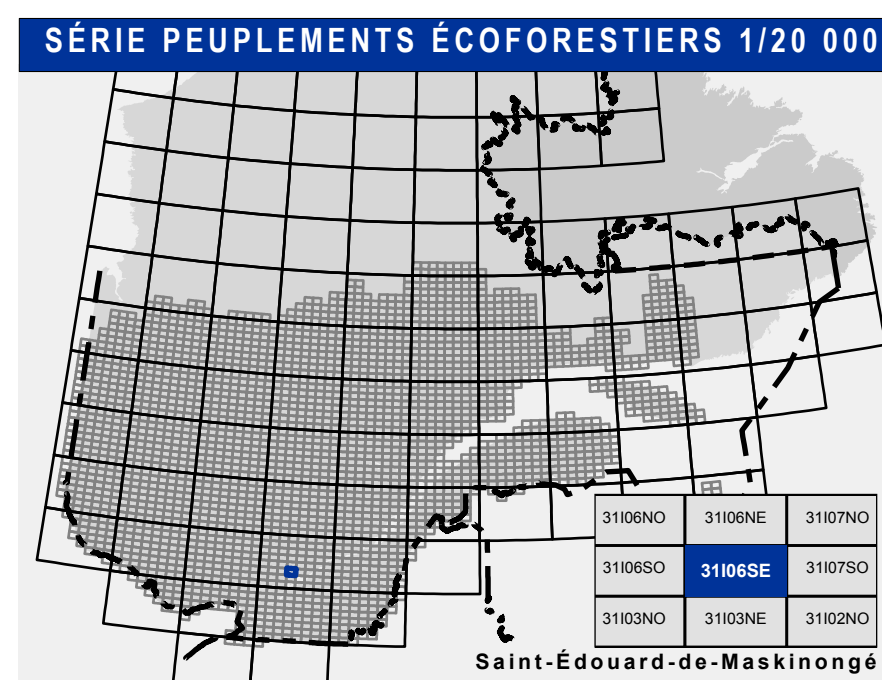 SÉRIE PEUPLEMENTS ÉCOFORESTIERS 1/20 000
31I06NO 31I06NE 31I07NO
31I06SO 31I06SE 31I07SO
31I03NO 31I03NE 31I02NO
Saint-Édouard-de-Maskinongé